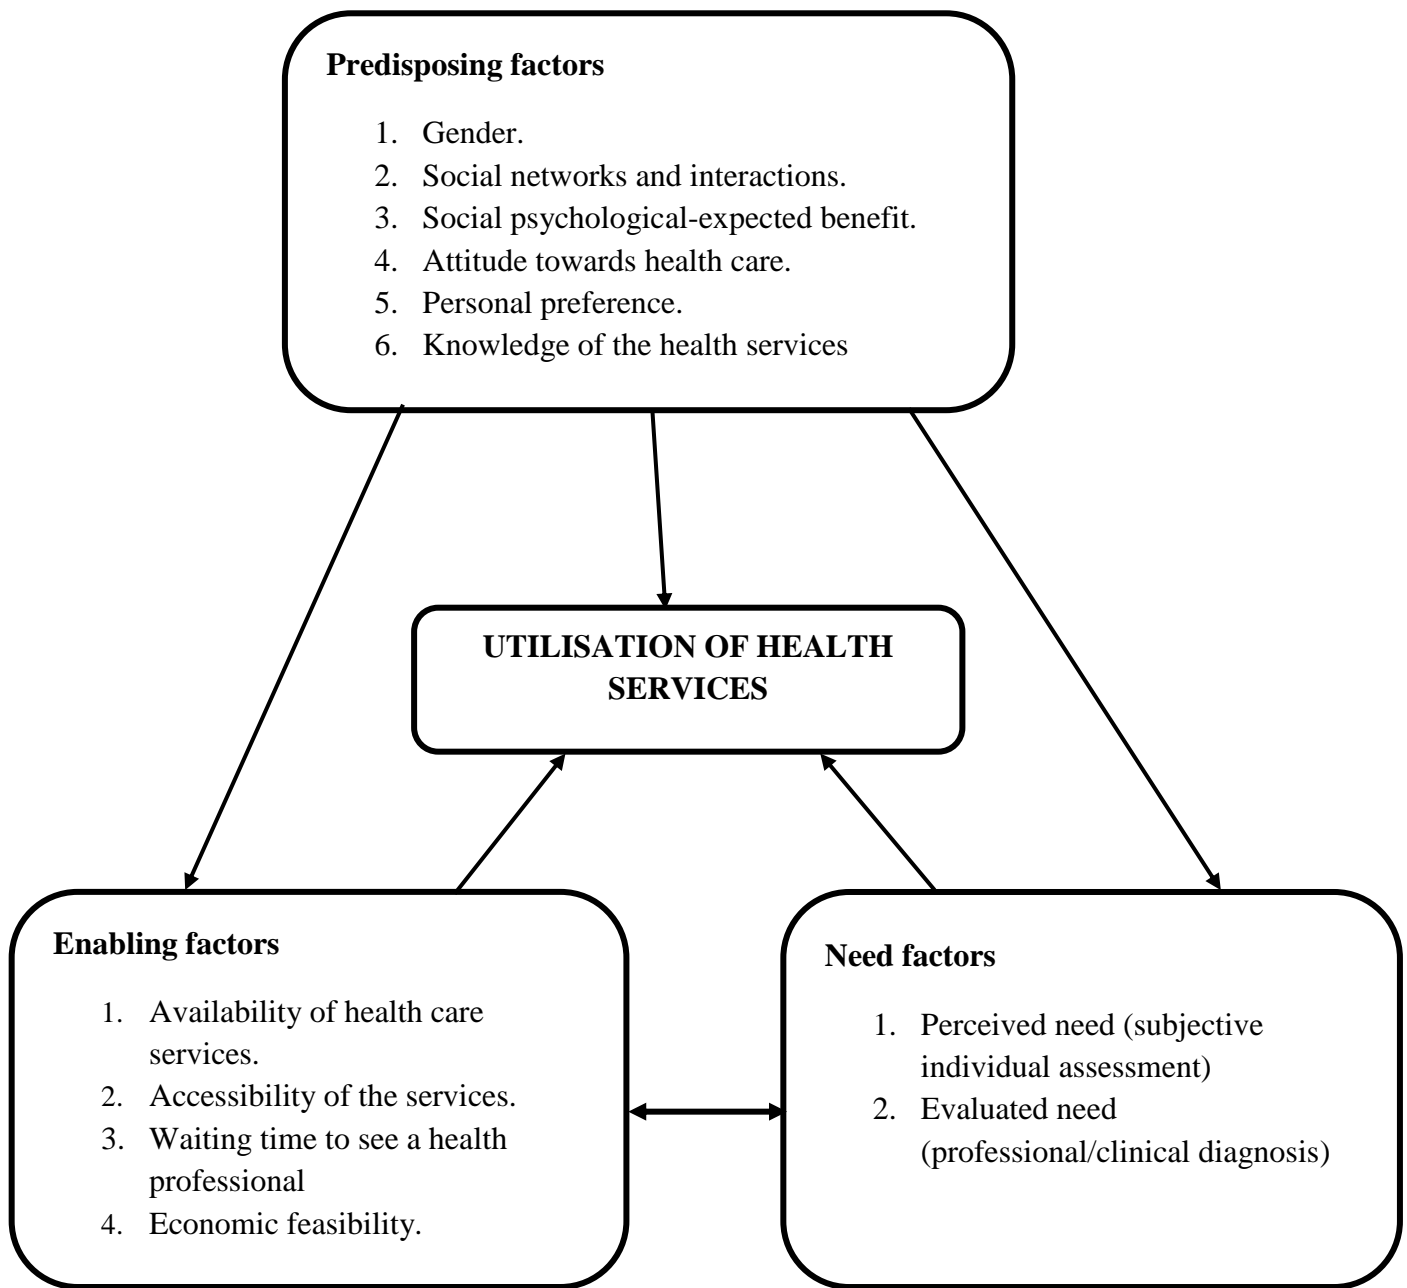 Predisposing factors
1. Gender.
2. Social networks and interactions.
3. Social psychological-expected benefit.
4. Attitude towards health care.
5. Personal preference.
6. Knowledge of the health services
UTILISATION OF HEALTH
SERVICES
Enabling factors
1. Availability of health care
services.
2. Accessibility of the services.
3. Waiting time to see a health
professional
4. Economic feasibility.
Need factors
1. Perceived need (subjective
individual assessment)
2. Evaluated need
(professional/clinical diagnosis)